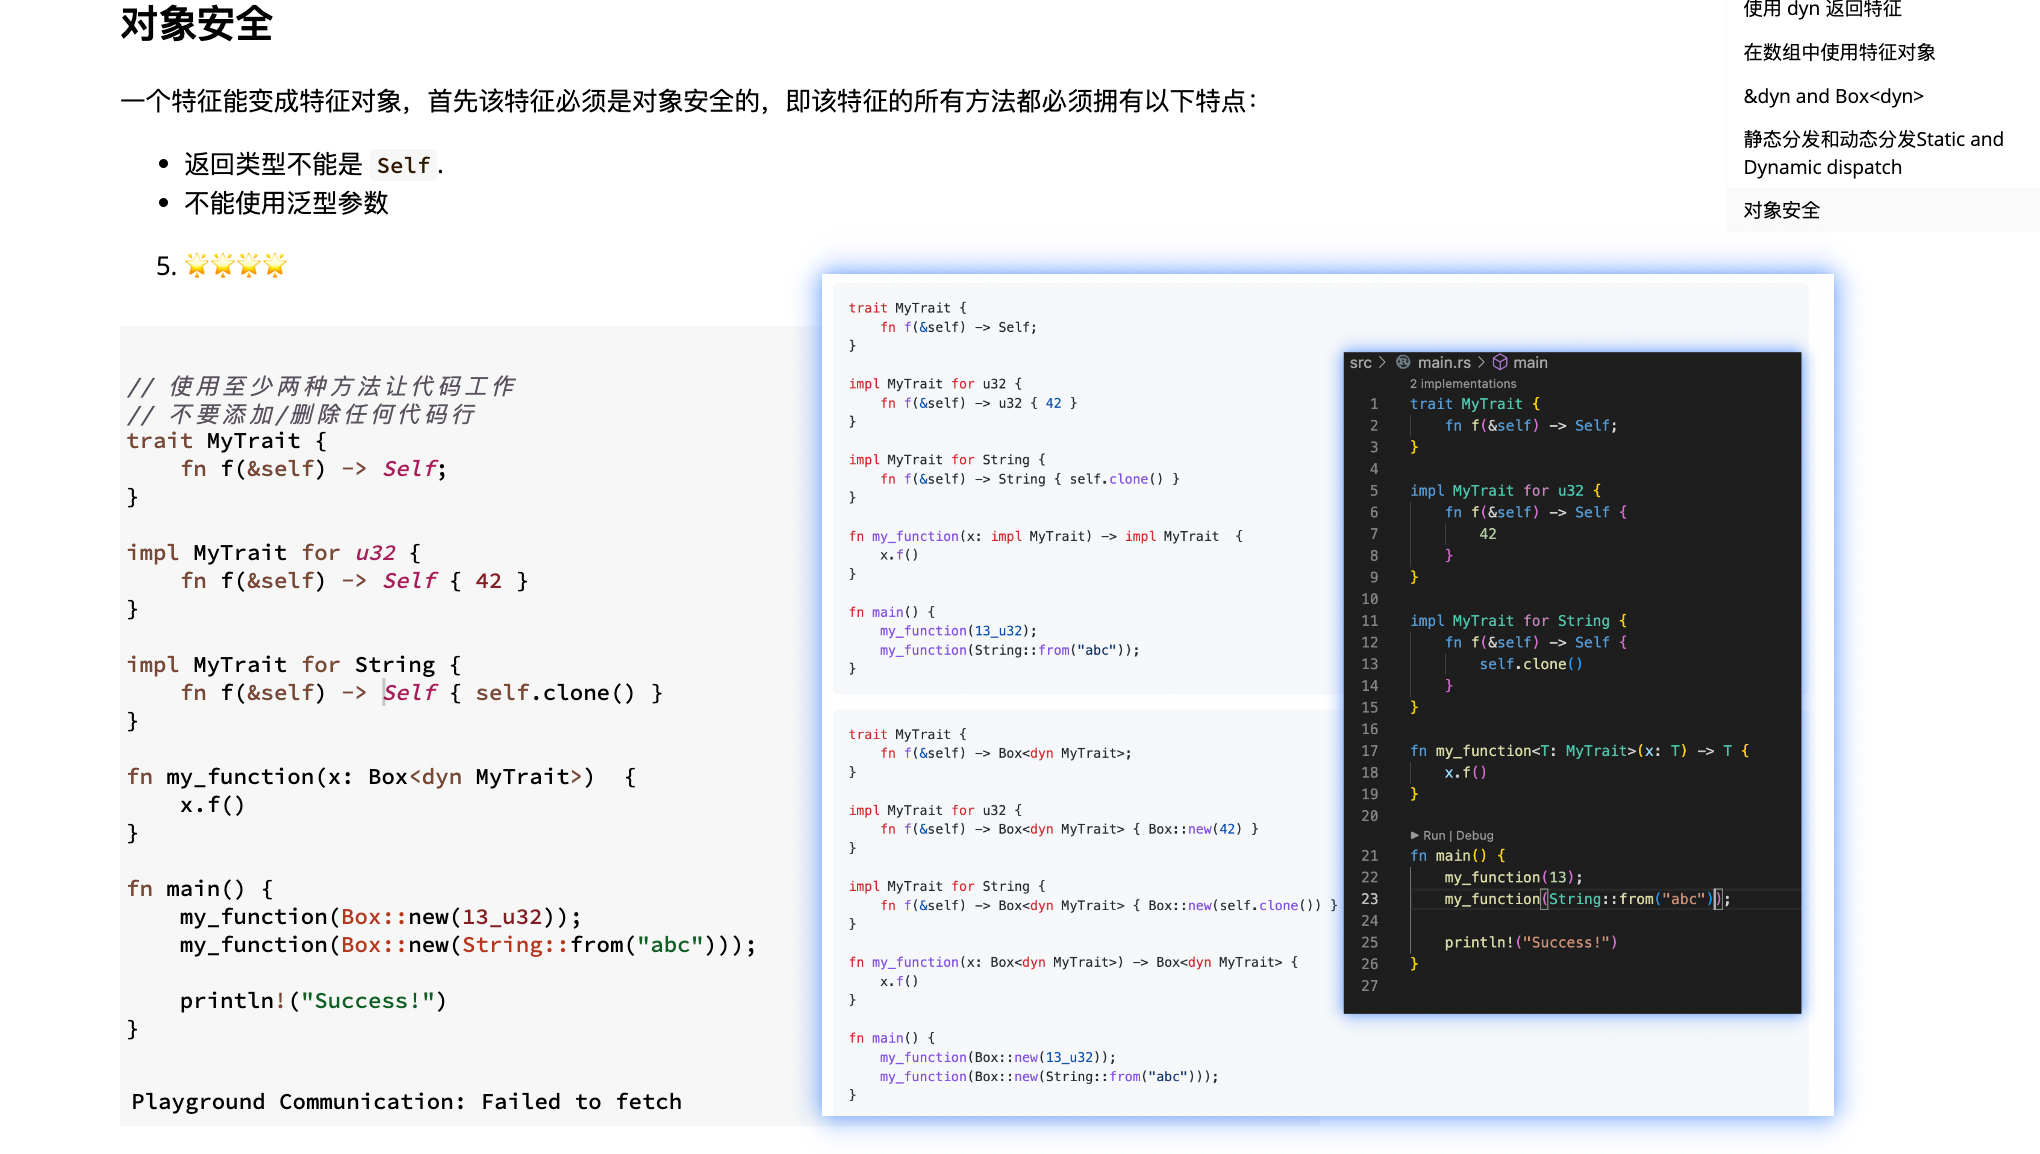 对象安全
一个特征能变成特征对象，首先该特征必须是对象安全的，即该特征的所有方法都必须拥有以下特点：
• 返回类型不能是 Self.
• 不能使用泛型参数
5. 🌟🌟🌟🌟
// 使用至少两种方法让代码工作
// 不要添加/删除任何代码行
trait MyTrait {
    fn f(&self) -> Self;
}

impl MyTrait for u32 {
    fn f(&self) -> Self { 42 }
}

impl MyTrait for String {
    fn f(&self) -> Self { self.clone() }
}

fn my_function(x: Box<dyn MyTrait>)  {
    x.f()
}

fn main() {
    my_function(Box::new(13_u32));
    my_function(Box::new(String::from("abc")));

    println!("Success!")
}
Playground Communication: Failed to fetch
trait MyTrait {
    fn f(&self) -> Self;
}

impl MyTrait for u32 {
    fn f(&self) -> u32 { 42 }
}

impl MyTrait for String {
    fn f(&self) -> String { self.clone() }
}

fn my_function(x: impl MyTrait) -> impl MyTrait  {
    x.f()
}

fn main() {
    my_function(13_u32);
    my_function(String::from("abc"));
}
trait MyTrait {
    fn f(&self) -> Box<dyn MyTrait>;
}

impl MyTrait for u32 {
    fn f(&self) -> Box<dyn MyTrait> { Box::new(42) }
}

impl MyTrait for String {
    fn f(&self) -> Box<dyn MyTrait> { Box::new(self.clone()) }
}

fn my_function(x: Box<dyn MyTrait>) -> Box<dyn MyTrait> {
    x.f()
}

fn main() {
    my_function(Box::new(13_u32));
    my_function(Box::new(String::from("abc")));
}
src > main.rs > main
2 implementations
1 trait MyTrait {
2     fn f(&self) -> Self;
3 }
4
5 impl MyTrait for u32 {
6     fn f(&self) -> Self {
7         42
8     }
9 }
10
11 impl MyTrait for String {
12     fn f(&self) -> Self {
13         self.clone()
14     }
15 }
16
17 fn my_function<T: MyTrait>(x: T) -> T {
18     x.f()
19 }
20
▶ Run | Debug
21 fn main() {
22     my_function(13);
23     my_function(String::from("abc"));
24
25     println!("Success!")
26 }
27
使用 dyn 返回特征
在数组中使用特征对象
&dyn and Box<dyn>
静态分发和动态分发Static and
Dynamic dispatch
对象安全